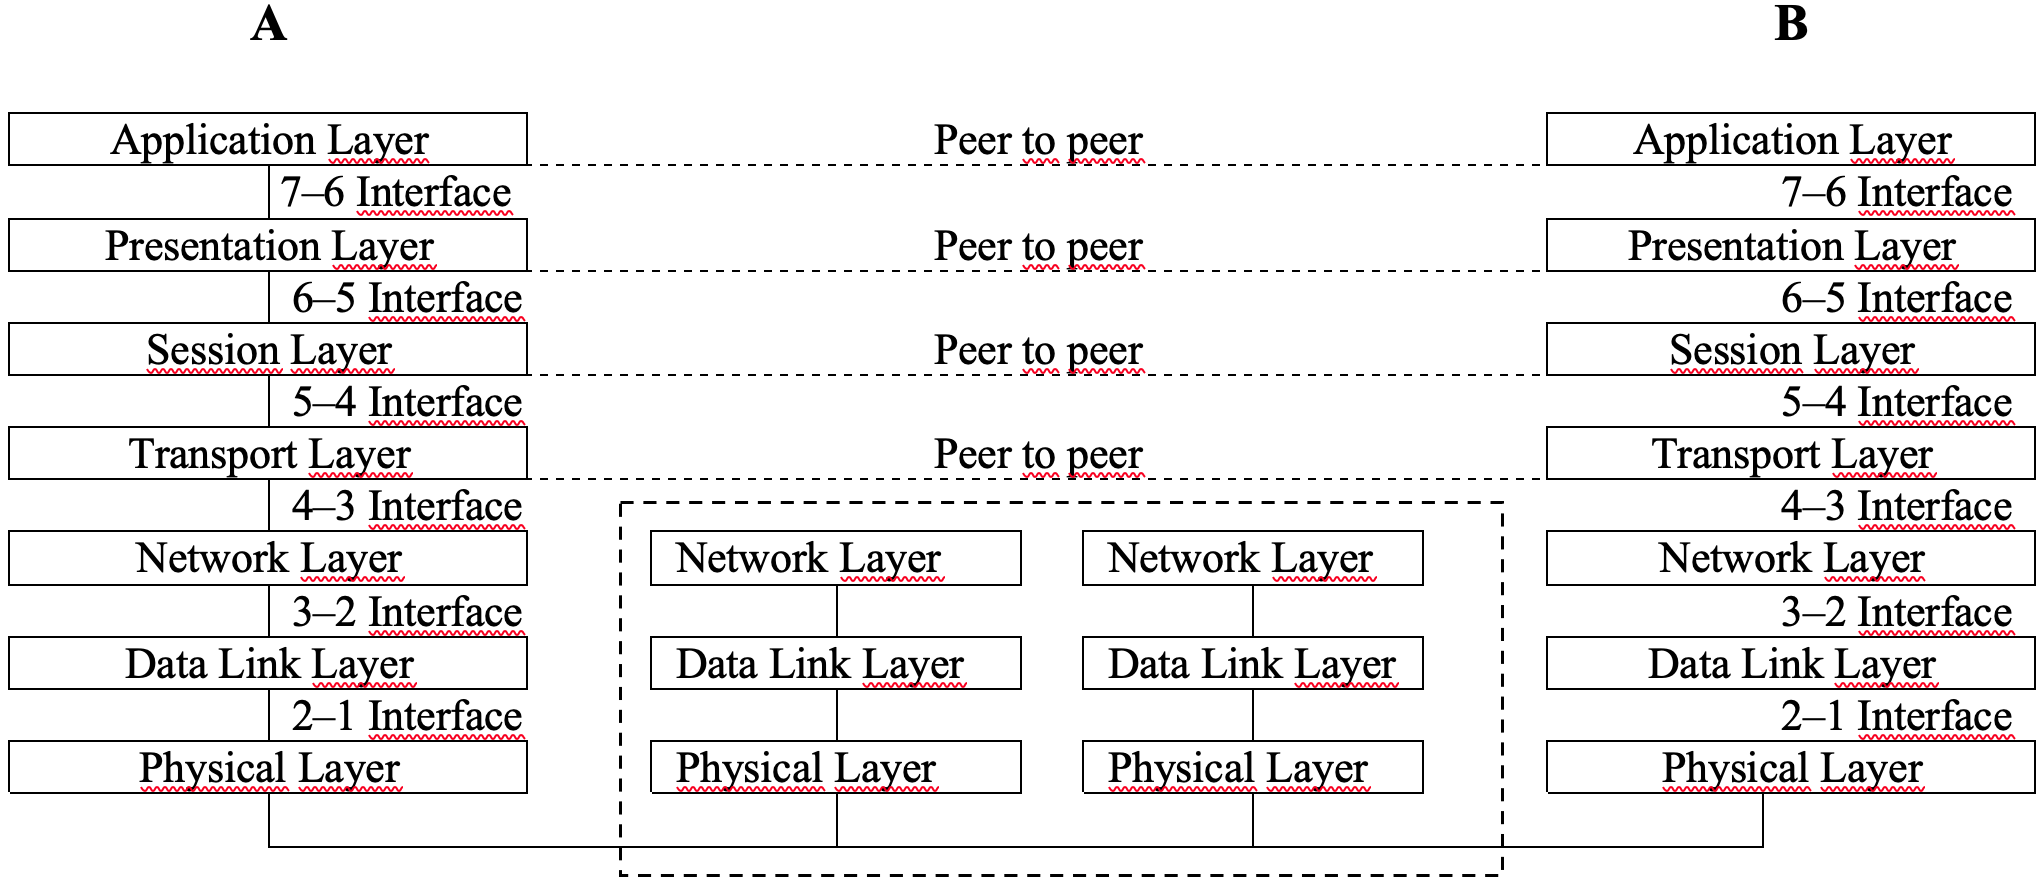 A B
Application Layer Peer to peer Application Layer
7–6 Interface 7–6 Interface
Presentation Layer Peer to peer Presentation Layer
6–5 Interface 6–5 Interface
Session Layer Peer to peer Session Layer
5–4 Interface 5–4 Interface
Transport Layer Peer to peer Transport Layer
4–3 Interface 4–3 Interface
Network Layer Network Layer Network Layer Network Layer
3–2 Interface 3–2 Interface
Data Link Layer Data Link Layer Data Link Layer Data Link Layer
2–1 Interface 2–1 Interface
Physical Layer Physical Layer Physical Layer Physical Layer